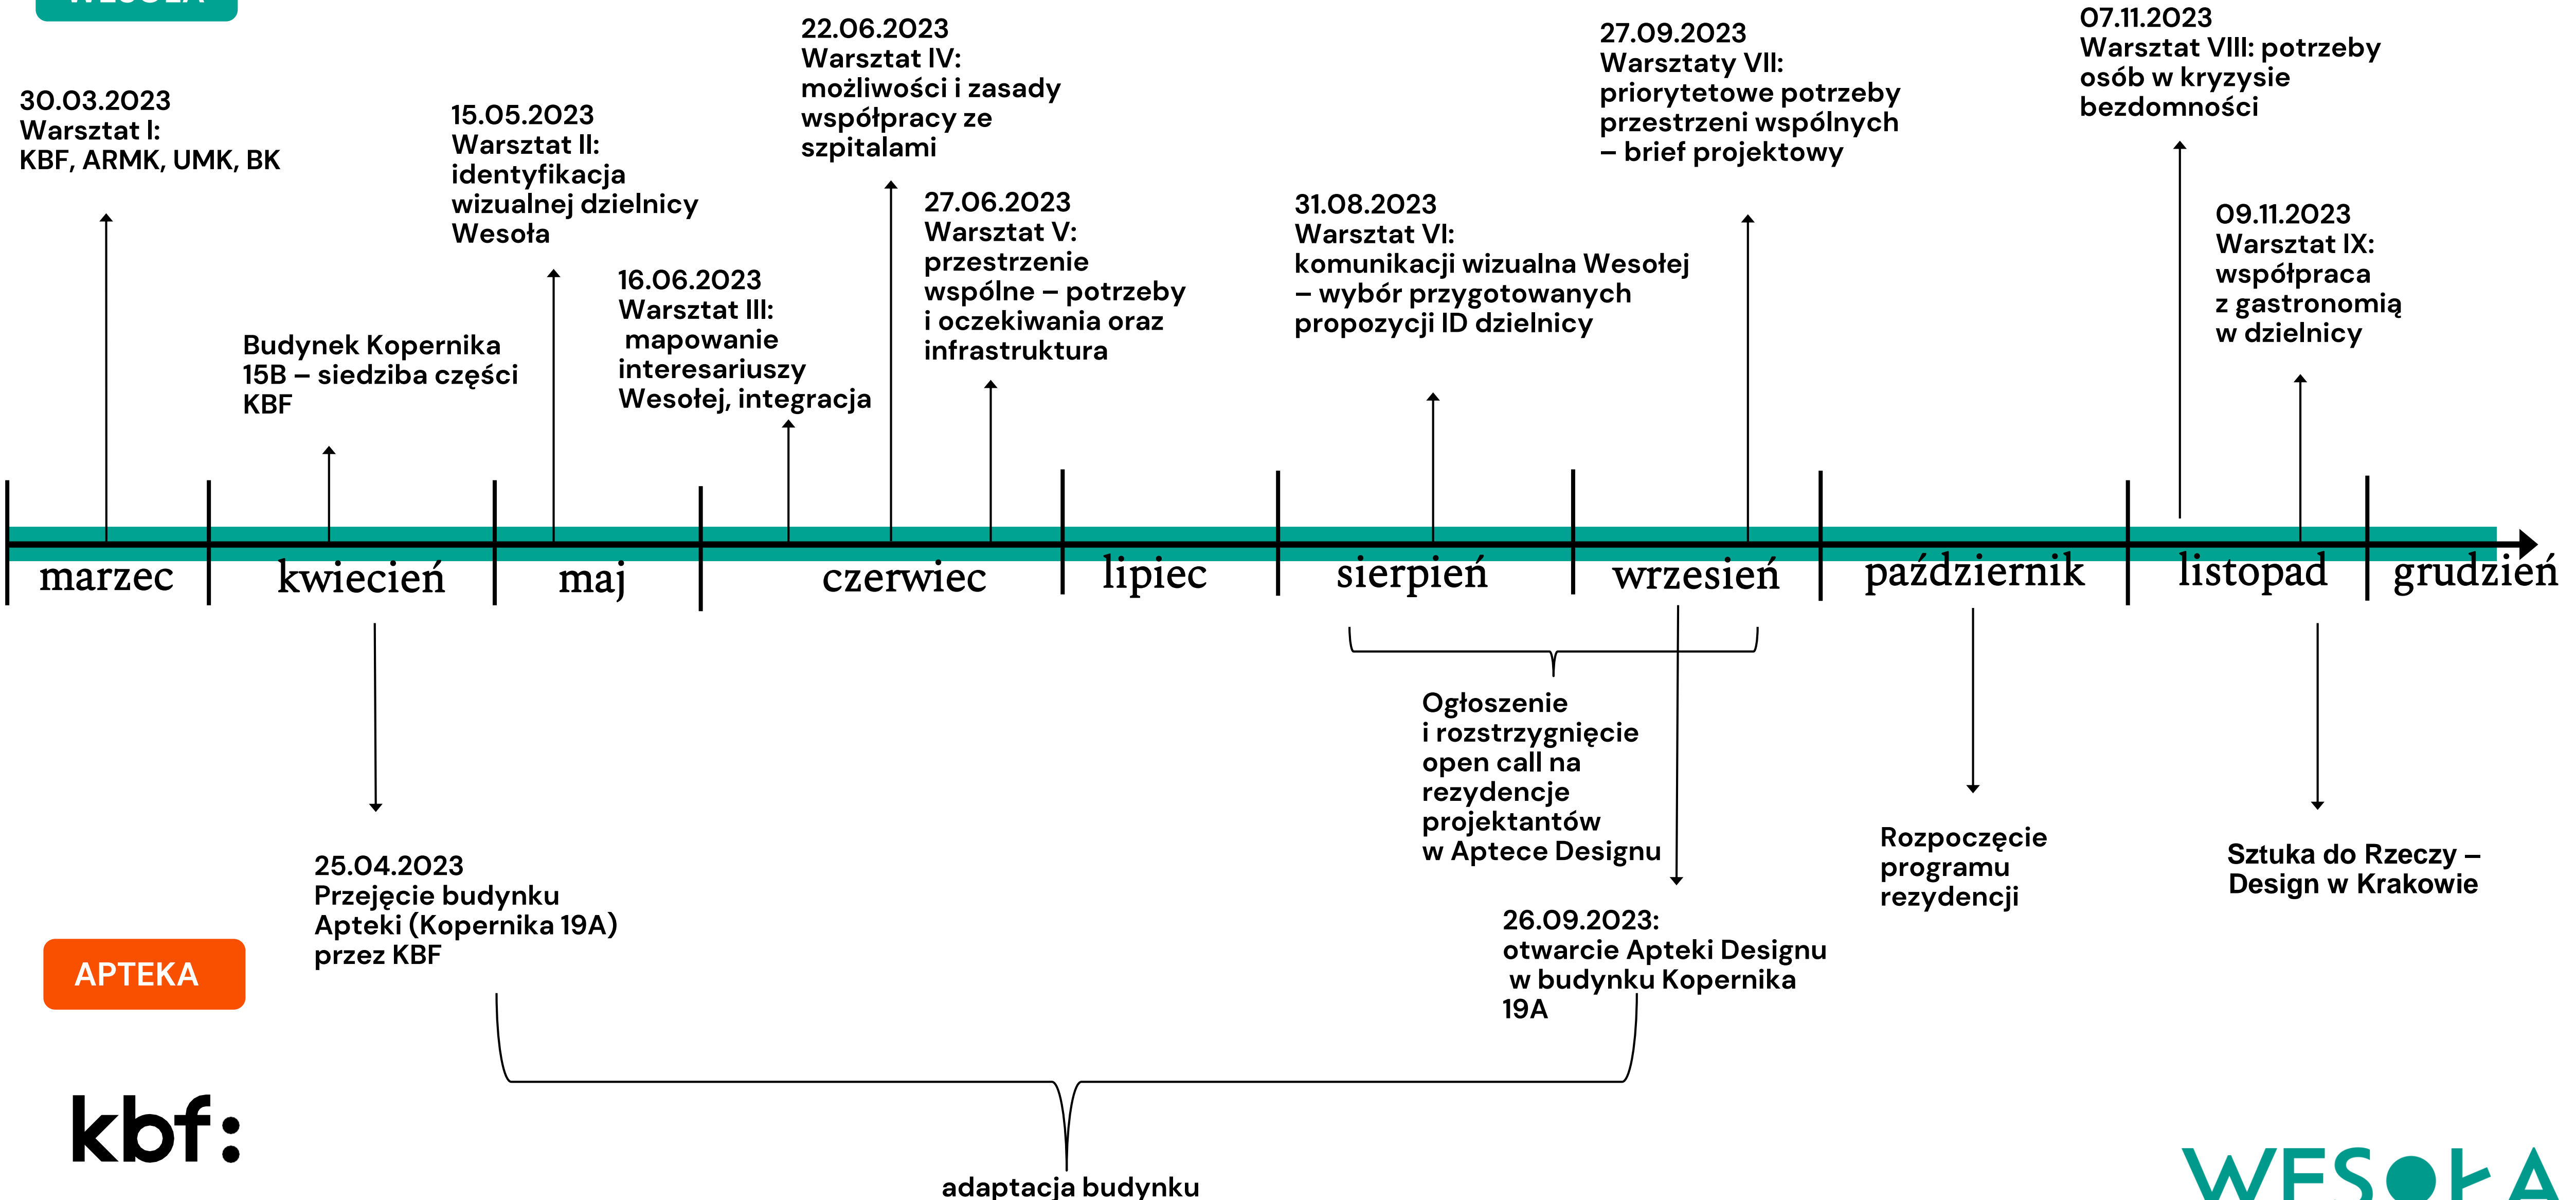 WESOŁA
30.03.2023
Warsztat I:
KBF, ARMK, UMK, BK
Budynek Kopernika
15B – siedziba części
KBF
15.05.2023
Warsztat II:
identyfikacja
wizualnej dzielnicy
Wesoła
16.06.2023
Warsztat III:
mapowanie
interesariuszy
Wesołej, integracja
22.06.2023
Warsztat IV:
możliwości i zasady
współpracy ze
szpitalami
27.06.2023
Warsztat V:
przestrzenie
wspólne – potrzeby
i oczekiwania oraz
infrastruktura
31.08.2023
Warsztat VI:
komunikacji wizualna Wesołej
– wybór przygotowanych
propozycji ID dzielnicy
27.09.2023
Warsztaty VII:
priorytetowe potrzeby
przestrzeni wspólnych
– brief projektowy
07.11.2023
Warsztat VIII: potrzeby
osób w kryzysie
bezdomności
09.11.2023
Warsztat IX:
współpraca
z gastronomią
w dzielnicy
marzec kwiecień maj czerwiec lipiec sierpień wrzesień październik listopad grudzień
25.04.2023
Przejęcie budynku
Apteki (Kopernika 19A)
przez KBF
Ogłoszenie
i rozstrzygnięcie
open call na
rezydencje
projektantów
w Aptece Designu
26.09.2023:
otwarcie Apteki Designu
w budynku Kopernika
19A
Rozpoczęcie
programu
rezydencji
Sztuka do Rzeczy –
Design w Krakowie
APTEKA
adaptacja budynku
kbf:
WESOŁA